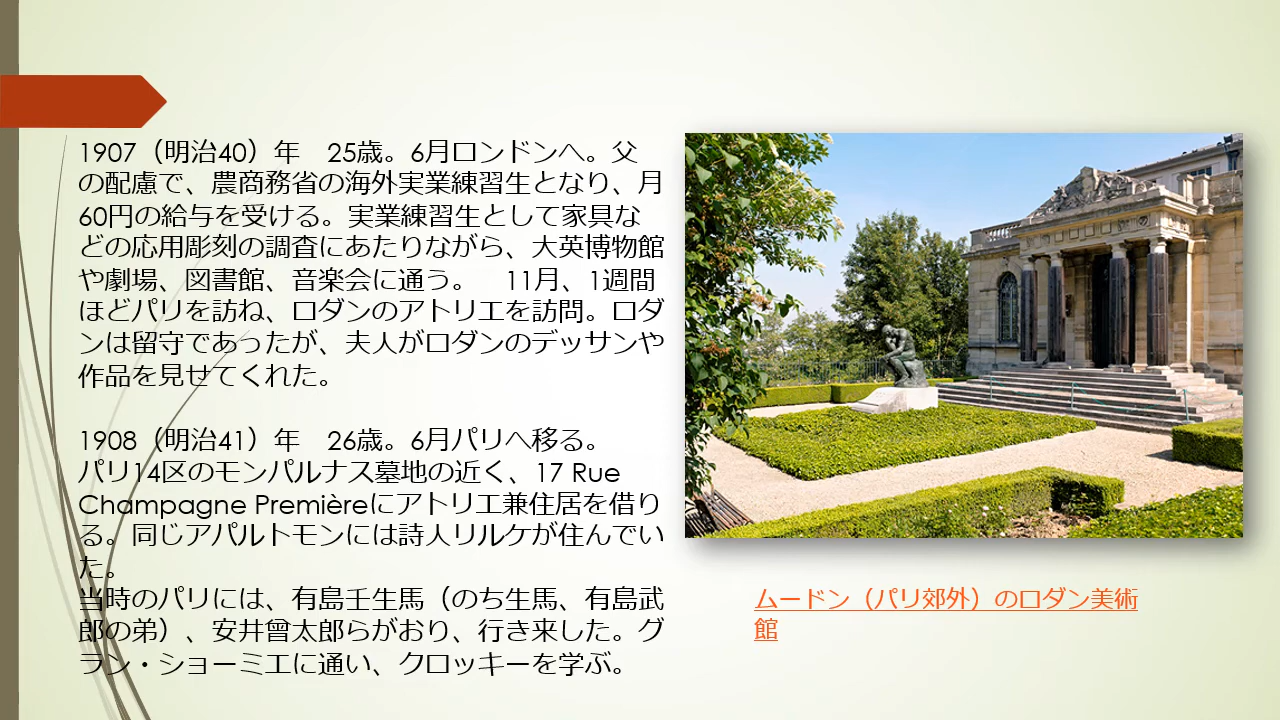 1907（明治40）年　25歳。6月ロンドンへ。父
の配慮で、農商務省の海外実業練習生となり、月
60円の給与を受ける。実業練習生として家具な
どの応用彫刻の調査にあたりながら、大英博物館
や劇場、図書館、音楽会に通う。　11月、1週間
ほどパリを訪ね、ロダンのアトリエを訪問。ロダ
ンは留守であったが、夫人がロダンのデッサンや
作品を見せてくれた。
1908（明治41）年　26歳。6月パリへ移る。
パリ14区のモンパルナス墓地の近く、17 Rue
Champagne Premièreにアトリエ兼住居を借り
る。同じアパルトモンには詩人リルケが住んでい
た。
当時のパリには、有島壬生馬（のち生馬、有島武
郎の弟）、安井曾太郎らがおり、行き来した。グ
ラン・ショーミエに通い、クロッキーを学ぶ。
ムードン（パリ郊外）のロダン美術
館